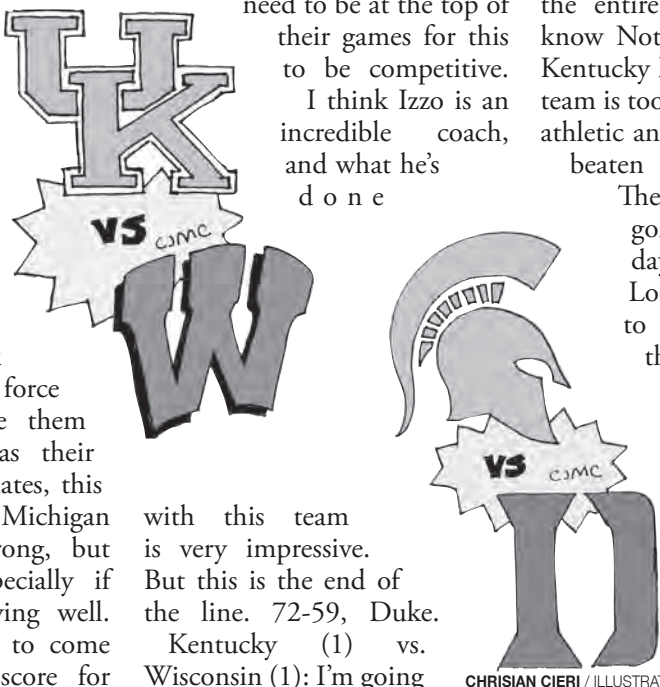 UK
VS
CJMC
W
force
e them
as their
ates, this
Michigan
rong, but
pecially if
ving well.
to come
score for
need to be at the top of
their games for this
to be competitive.
I think Izzo is an
incredible coach,
and what he's
done
with this team
is very impressive.
But this is the end of
the line. 72-59, Duke.
Kentucky (1) vs.
Wisconsin (1): I'm going
the entire
know Not
Kentucky
team is too
athletic an
beaten
The
go
day
Lo
to
th
VS
CJMC
D
CHRISIAN CIERI / ILLUSTRAT